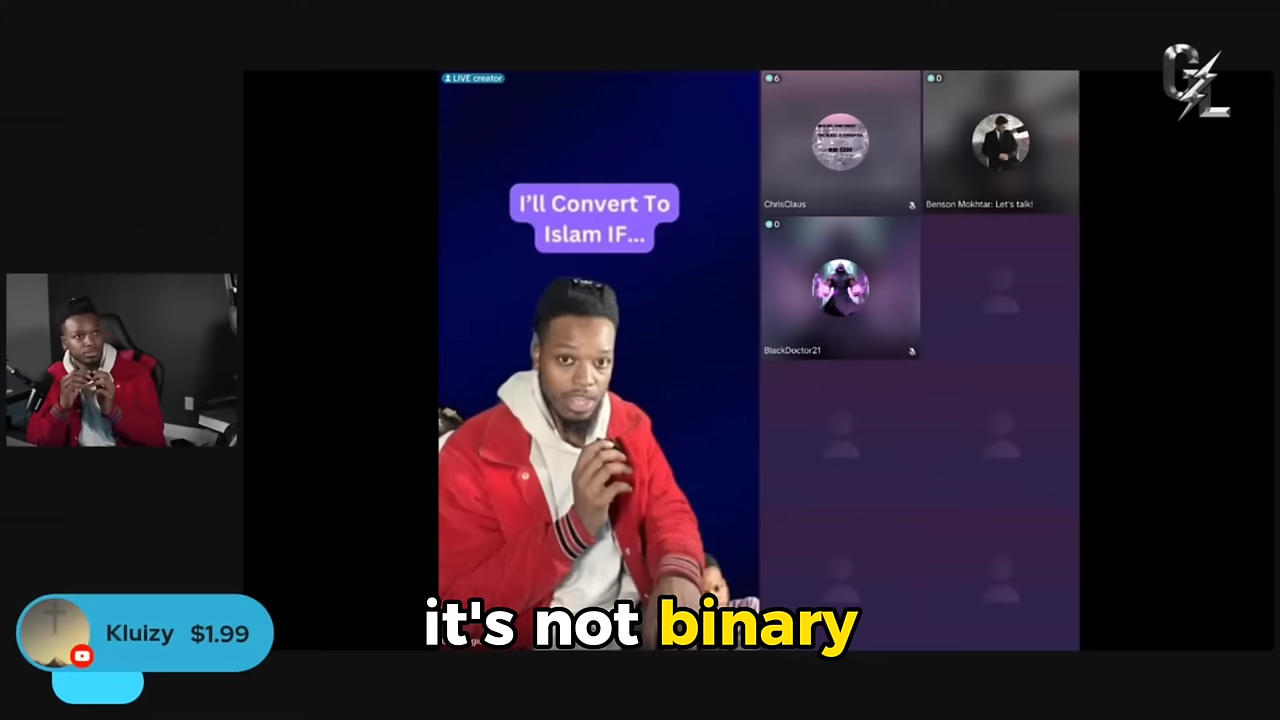 LIVE creator
6
0
GL
I'll Convert To
Islam IF...
ChrisClaus
Benson Mokhtar: Let's talk!
0
BlackDoctor21
Kluizy $1.99
it's not binary